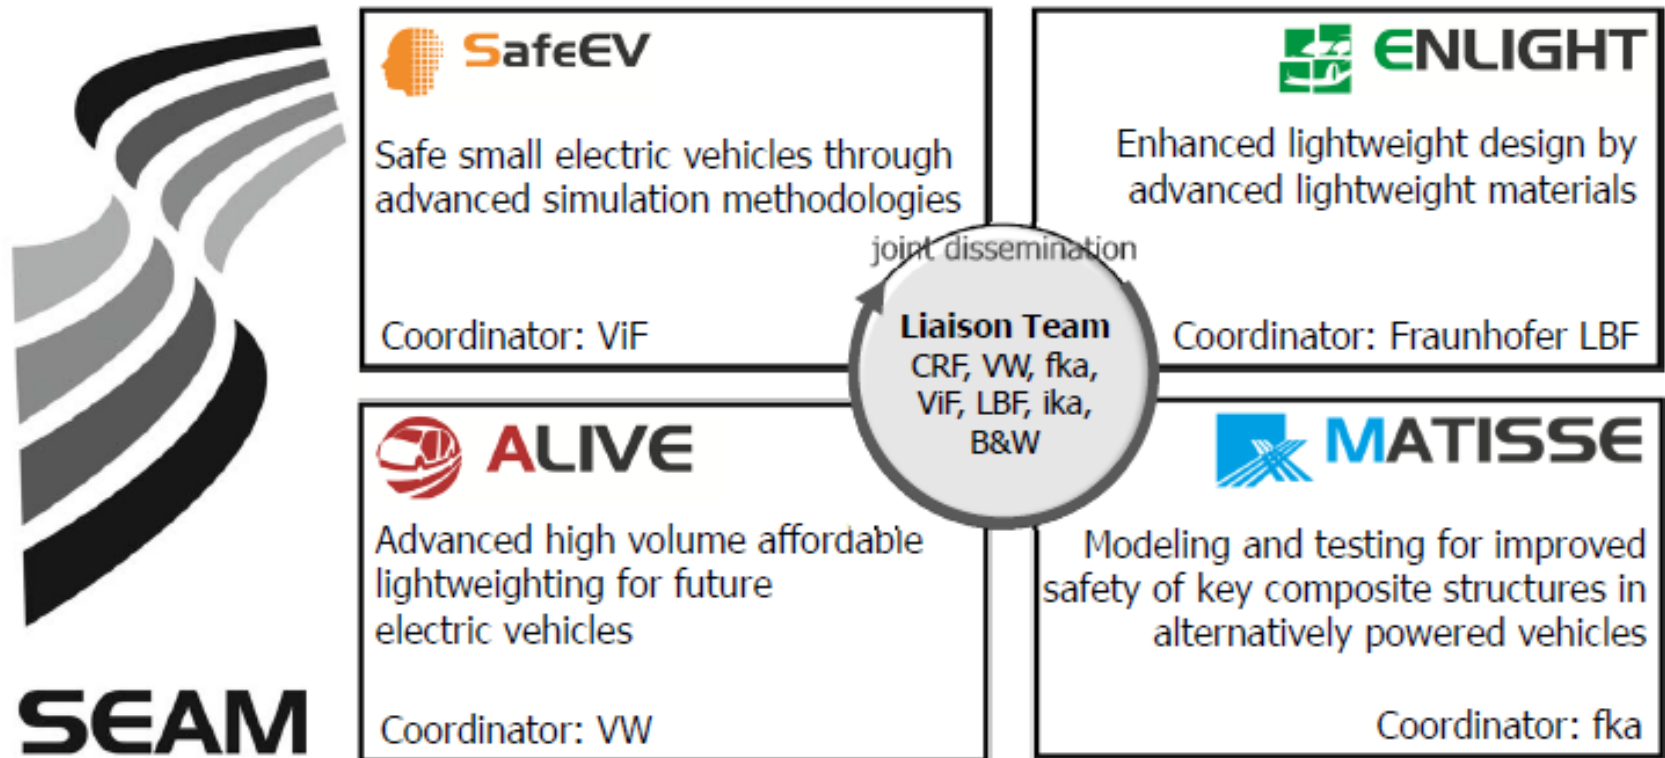 SafeEV
Safe small electric vehicles through
advanced simulation methodologies
Coordinator: ViF
ENLIGHT
Enhanced lightweight design by
advanced lightweight materials
Coordinator: Fraunhofer LBF
joint dissemination
Liaison Team
CRF, VW, fka,
ViF, LBF, ika,
B&W
ALIVE
Advanced high volume affordable
lightweighting for future
electric vehicles
Coordinator: VW
MATISSE
Modeling and testing for improved
safety of key composite structures in
alternatively powered vehicles
Coordinator: fka
SEAM